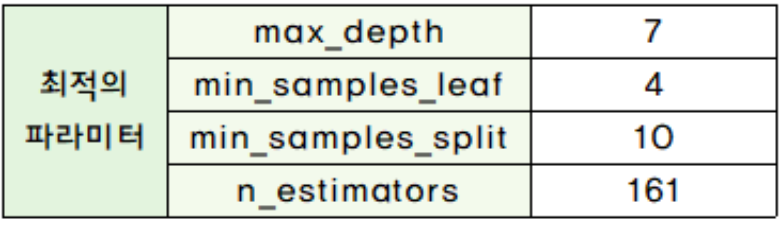 최적의
파라미터
max_depth 7
min_samples_leaf 4
min_samples_split 10
n_estimators 161